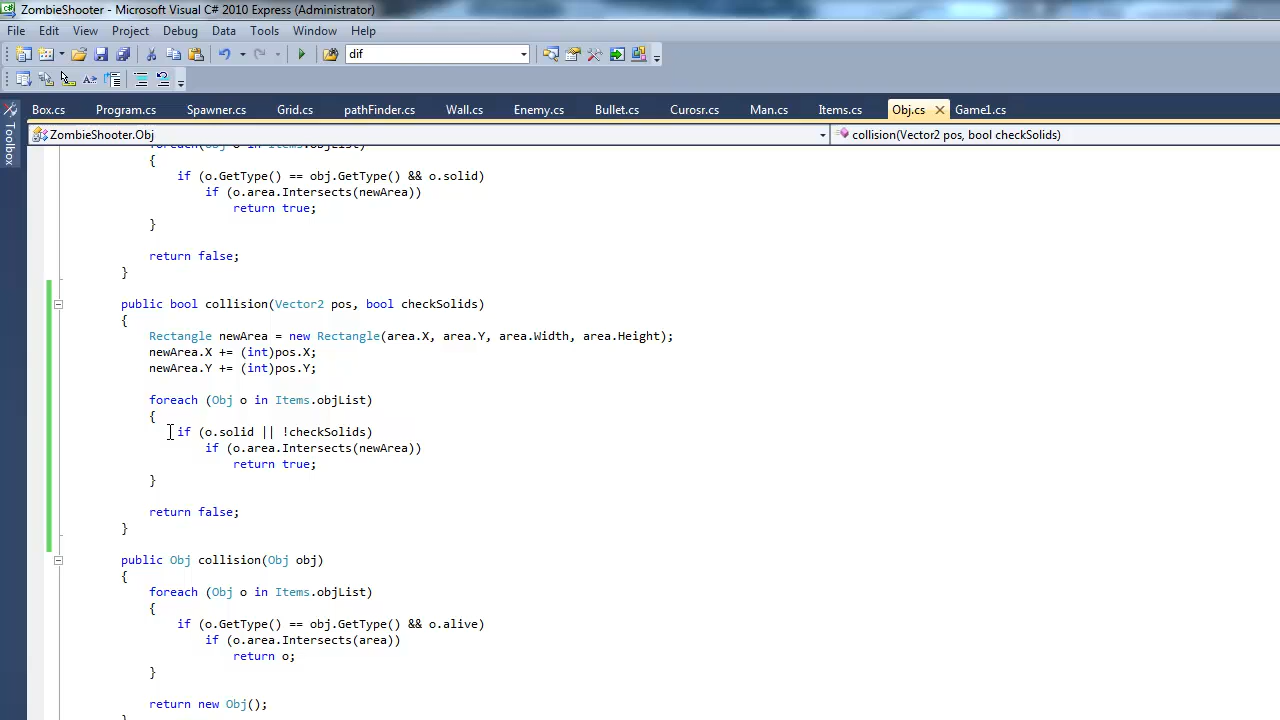 ZombieShooter - Microsoft Visual C# 2010 Express (Administrator)
File Edit View Project Debug Data Tools Window Help
dif
Box.cs Program.cs Spawner.cs Grid.cs pathFinder.cs Wall.cs Enemy.cs Bullet.cs Curosr.cs Man.cs Items.cs Obj.cs Game1.cs
Toolbox
ZombieShooter.Obj collision(Vector2 pos, bool checkSolids)
foreach(Obj o in Items.objList)
{
if (o.GetType() == obj.GetType() && o.solid)
if (o.area.Intersects(newArea))
return true;
}
return false;
}
public bool collision(Vector2 pos, bool checkSolids)
{
Rectangle newArea = new Rectangle(area.X, area.Y, area.Width, area.Height);
newArea.X += (int)pos.X;
newArea.Y += (int)pos.Y;
foreach (Obj o in Items.objList)
{
if (o.solid || !checkSolids)
if (o.area.Intersects(newArea))
return true;
}
return false;
}
public Obj collision(Obj obj)
{
foreach (Obj o in Items.objList)
{
if (o.GetType() == obj.GetType() && o.alive)
if (o.area.Intersects(area))
return o;
}
return new Obj();
}